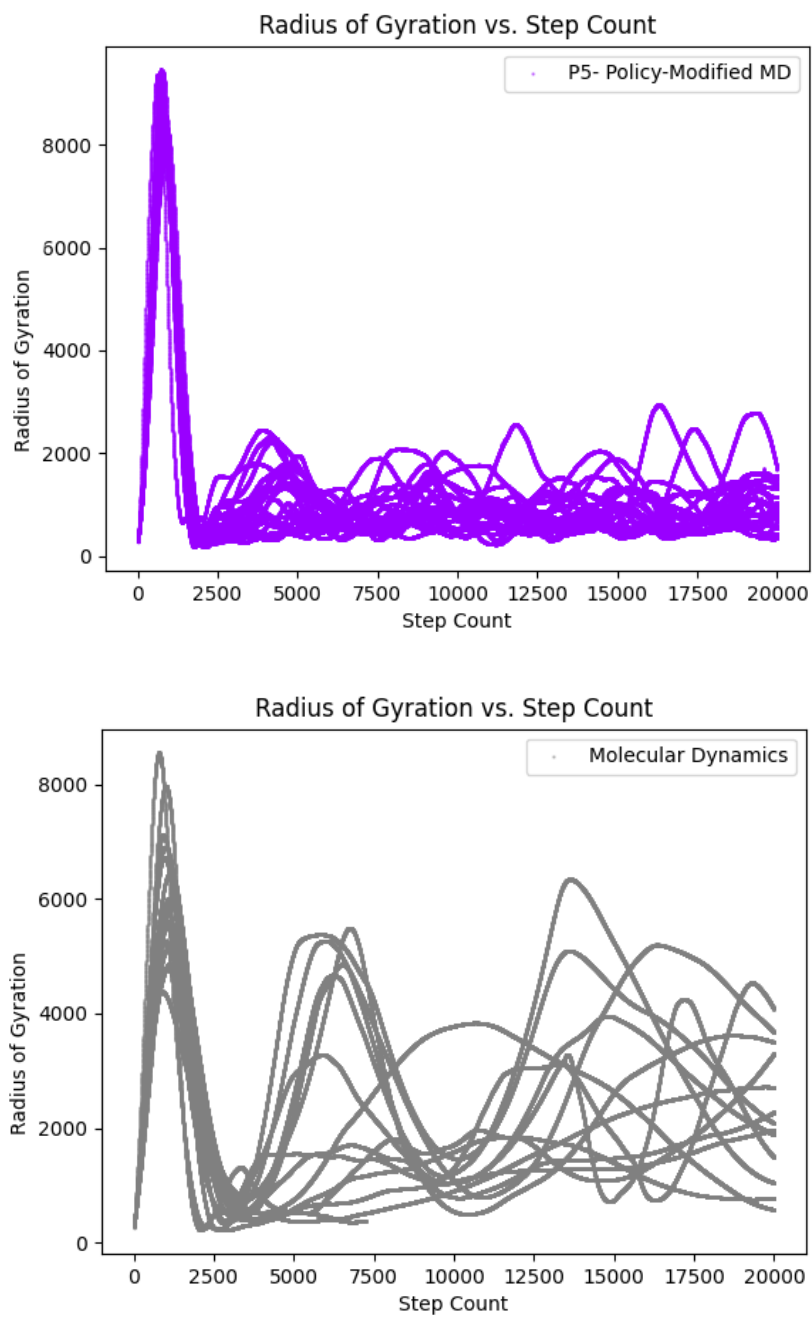 Radius of Gyration vs. Step Count
P5- Policy-Modified MD
8000
6000
4000
2000
0
Radius of Gyration
0 2500 5000 7500 10000 12500 15000 17500 20000
Step Count
Radius of Gyration vs. Step Count
Molecular Dynamics
8000
6000
4000
2000
0
Radius of Gyration
0 2500 5000 7500 10000 12500 15000 17500 20000
Step Count